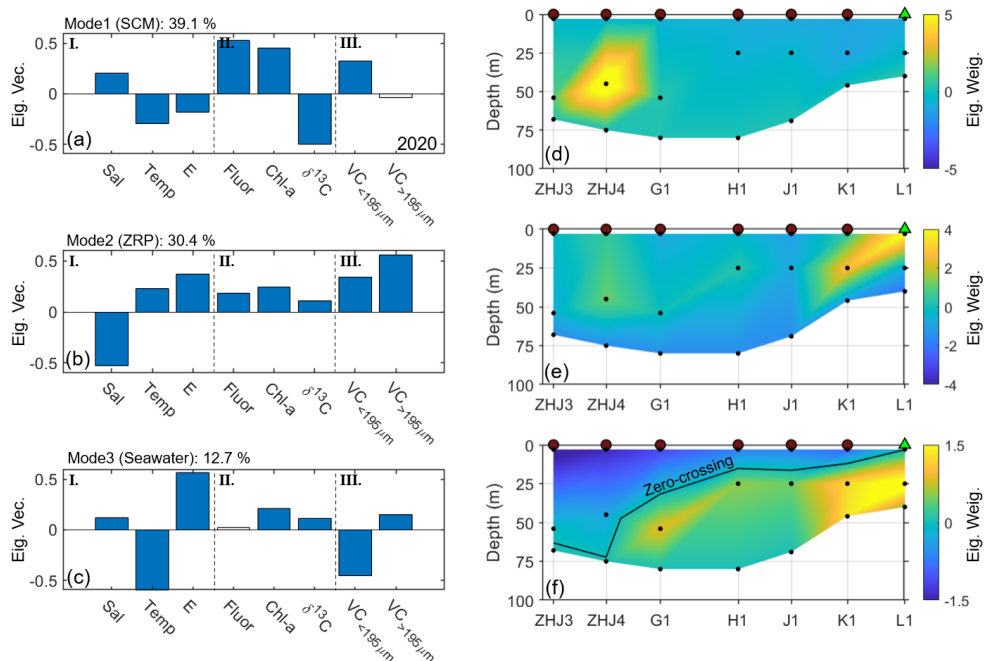 Mode1 (SCM): 39.1 %
Eig. Vec.
0.5
0
-0.5
I.
II.
III.
(a)
2020
Sal
Temp
E
Fluor
Chl-a
δ13C
VC<195μm
VC>195μm
Depth (m)
0
25
50
75
100
(d)
ZHJ3
ZHJ4
G1
H1
J1
K1
L1
5
0
-5
Eig. Weig.
Mode2 (ZRP): 30.4 %
Eig. Vec.
0.5
0
-0.5
I.
II.
III.
(b)
Sal
Temp
E
Fluor
Chl-a
δ13C
VC<195μm
VC>195μm
Depth (m)
0
25
50
75
100
(e)
ZHJ3
ZHJ4
G1
H1
J1
K1
L1
4
2
0
-2
-4
Eig. Weig.
Mode3 (Seawater): 12.7 %
Eig. Vec.
0.5
0
-0.5
I.
II.
III.
(c)
Sal
Temp
E
Fluor
Chl-a
δ13C
VC<195μm
VC>195μm
Depth (m)
0
25
50
75
100
Zero-crossing
(f)
ZHJ3
ZHJ4
G1
H1
J1
K1
L1
1.5
0
-1.5
Eig. Weig.